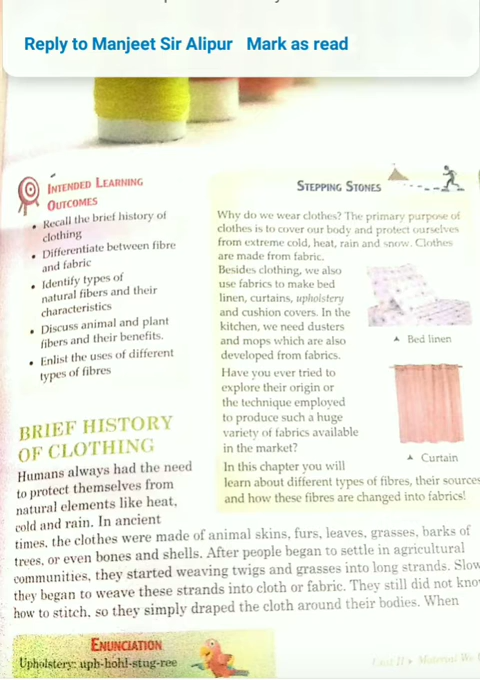 Reply to Manjeet Sir Alipur Mark as read
INTENDED LEARNING
OUTCOMES
• Recall the brief history of
clothing
• Differentiate between fibre
and fabric
• Identify types of
natural fibers and their
characteristics
• Discuss animal and plant
fibers and their benefits.
• Enlist the uses of different
types of fibres
STEPPING STONES
Why do we wear clothes? The primary purpose of
clothes is to cover our body and protect ourselves
from extreme cold, heat, rain and snow. Clothes
are made from fabric.
Besides clothing, we also
use fabrics to make bed
linen, curtains, upholstery
and cushion covers. In the
kitchen, we need dusters
and mops which are also
developed from fabrics.
Have you ever tried to
explore their origin or
the technique employed
to produce such a huge
variety of fabrics available
in the market?
In this chapter you will
learn about different types of fibres, their sources
and how these fibres are changed into fabrics!
▲ Bed linen
▲ Curtain
BRIEF HISTORY
OF CLOTHING
Humans always had the need
to protect themselves from
natural elements like heat,
cold and rain. In ancient
times, the clothes were made of animal skins, furs, leaves, grasses, barks of
trees, or even bones and shells. After people began to settle in agricultural
communities, they started weaving twigs and grasses into long strands. Slow
they began to weave these strands into cloth or fabric. They still did not kno
how to stitch, so they simply draped the cloth around their bodies. When
ENUNCIATION
Upholstery: uph-hohl-stug-ree
Unit II Material We